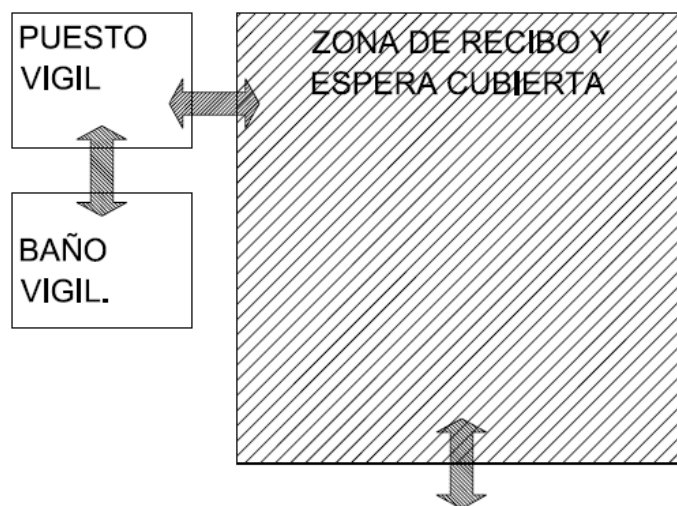 PUESTO
VIGIL
ZONA DE RECIBO Y
ESPERA CUBIERTA
BAÑO
VIGIL.